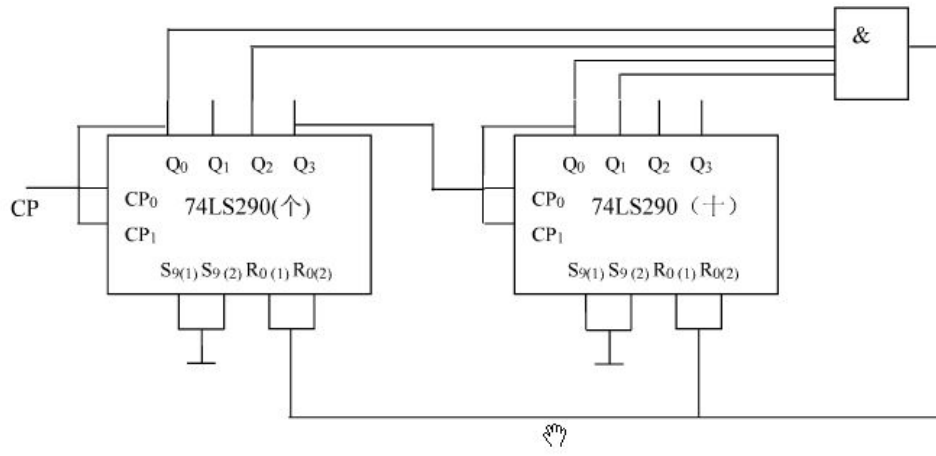 &
Q0 Q1 Q2 Q3
Q0 Q1 Q2 Q3
CP
CP0 74LS290(个)
CP1
CP0 74LS290（十）
CP1
S9(1) S9(2) R0(1) R0(2)
S9(1) S9(2) R0(1) R0(2)